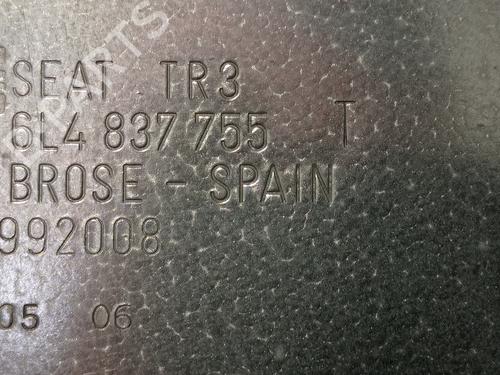 SEAT TR3
6L4 837 755 T
BROSE - SPAIN
992008
05 06